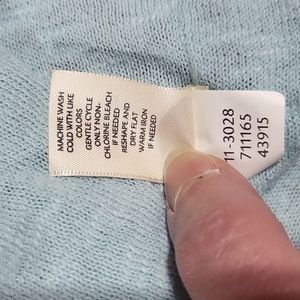 MACHINE WASH
COLD WITH LIKE
COLORS
GENTLE CYCLE
ONLY NON-
CHLORINE BLEACH
IF NEEDED
RESHAPE AND
DRY FLAT
WARM IRON
IF NEEDED
11-3028
711165
43915